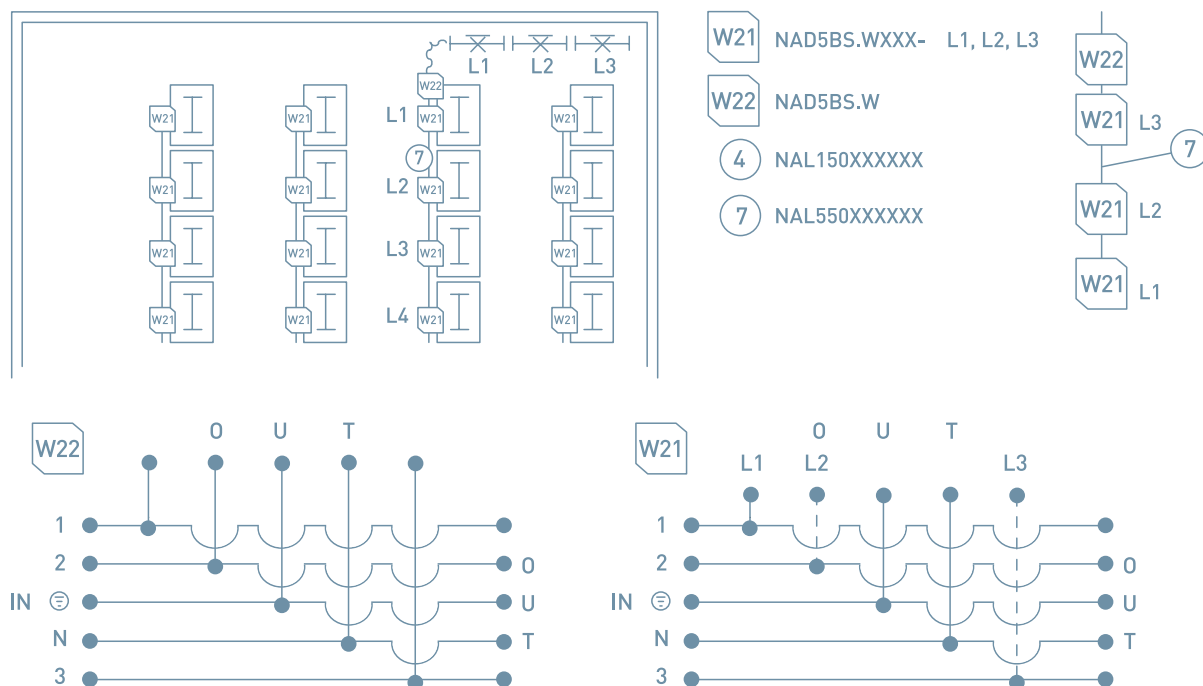 L1 L2 L3
W22
W21 W21 L1 W21 W21
7
W21 W21 L2 W21 W21
W21 W21 L3 W21 W21
W21 W21 L4 W21 W21
W21 NAD5BS.WXXX- L1, L2, L3
W22 NAD5BS.W
4 NAL150XXXXXX
7 NAL550XXXXXX
W22
W21 L3
7
W21 L2
W21 L1
W22
O U T
1
2 O
IN U
N T
3
W21
O U T
L1 L2 L3
1
2 O
IN U
N T
3